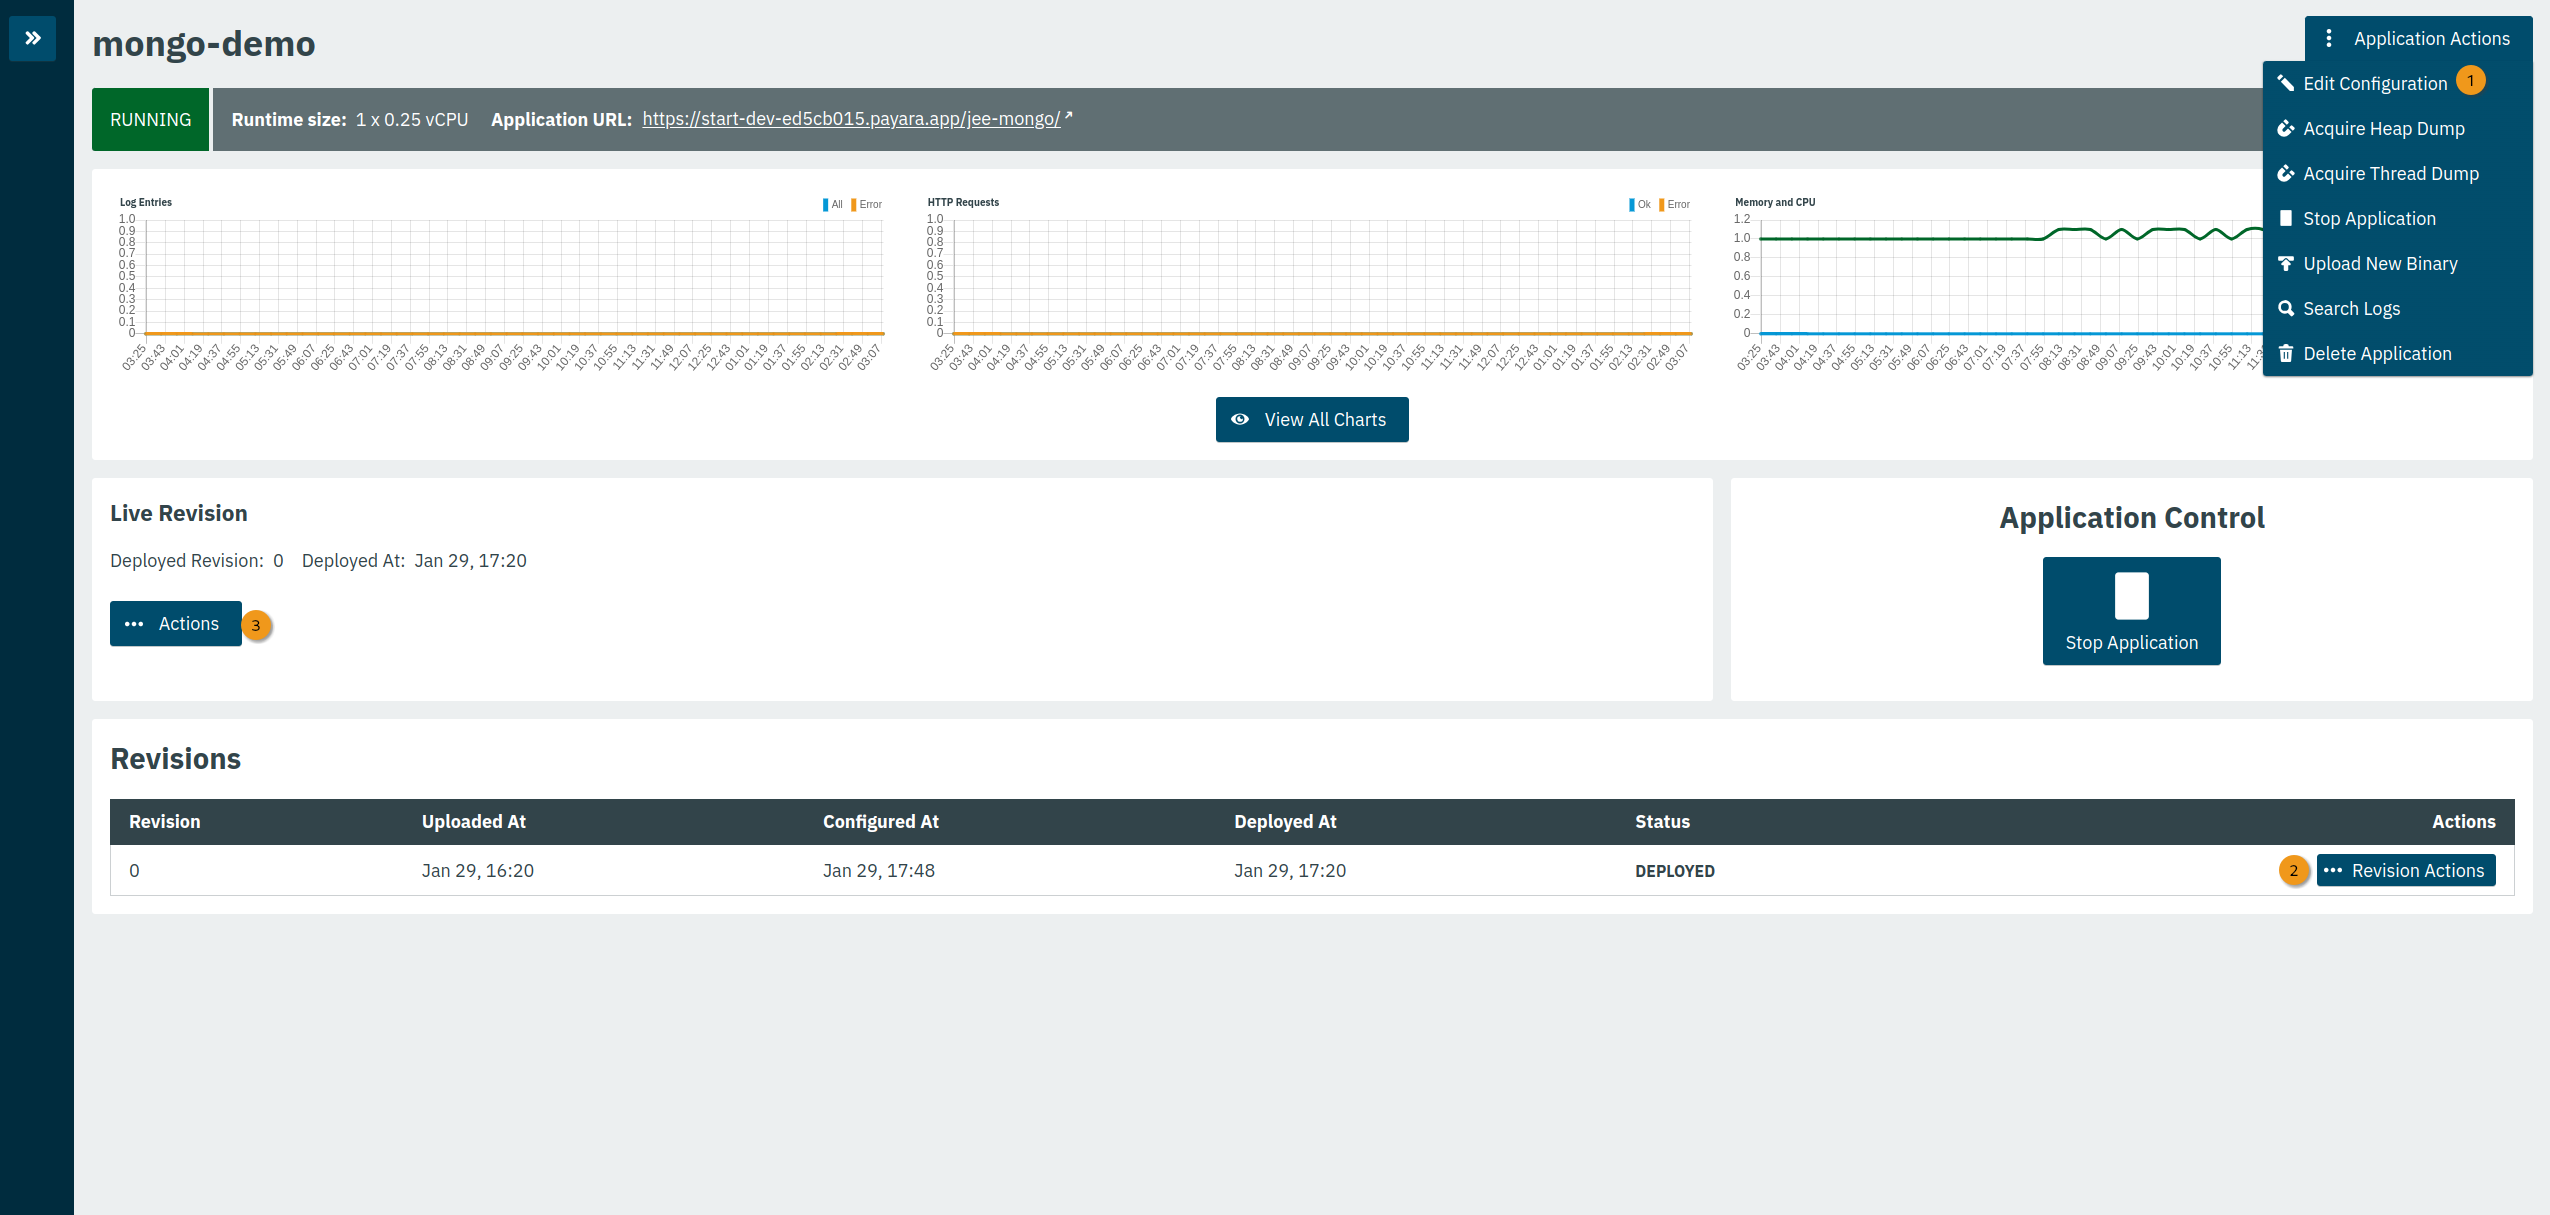 mongo-demo
Application Actions
Edit Configuration 1
Acquire Heap Dump
Acquire Thread Dump
Stop Application
Upload New Binary
Search Logs
Delete Application
RUNNING Runtime size: 1 x 0.25 vCPU Application URL: https://start-dev-ed5cb015.payara.app/jee-mongo/
Log Entries All Error
1.0
0.9
0.8
0.7
0.6
0.5
0.4
0.3
0.2
0.1
0
03:25 03:43 04:01 04:19 04:37 04:55 05:13 05:31 05:49 06:07 06:25 06:43 07:01 07:19 07:37 07:55 08:13 08:31 08:49 09:07 09:25 09:43 10:01 10:19 10:37 10:55 11:13 11:31 11:49 12:07 12:25 12:43 01:01 01:19 01:37 01:55 02:13 02:31 02:49 03:07
HTTP Requests Ok Error
1.0
0.9
0.8
0.7
0.6
0.5
0.4
0.3
0.2
0.1
0
03:25 03:43 04:01 04:19 04:37 04:55 05:13 05:31 05:49 06:07 06:25 06:43 07:01 07:19 07:37 07:55 08:13 08:31 08:49 09:07 09:25 09:43 10:01 10:19 10:37 10:55 11:13 11:31 11:49 12:07 12:25 12:43 01:01 01:19 01:37 01:55 02:13 02:31 02:49 03:07
Memory and CPU
1.2
1.0
0.8
0.6
0.4
0.2
0
03:25 03:43 04:01 04:19 04:37 04:55 05:13 05:31 05:49 06:07 06:25 06:43 07:01 07:19 07:37 07:55 08:13 08:31 08:49 09:07 09:25 09:43 10:01 10:19 10:37 10:55 11:13
View All Charts
Live Revision
Deployed Revision: 0 Deployed At: Jan 29, 17:20
Actions 3
Application Control
Stop Application
Revisions
Revision Uploaded At Configured At Deployed At Status Actions
0 Jan 29, 16:20 Jan 29, 17:48 Jan 29, 17:20 DEPLOYED 2 Revision Actions